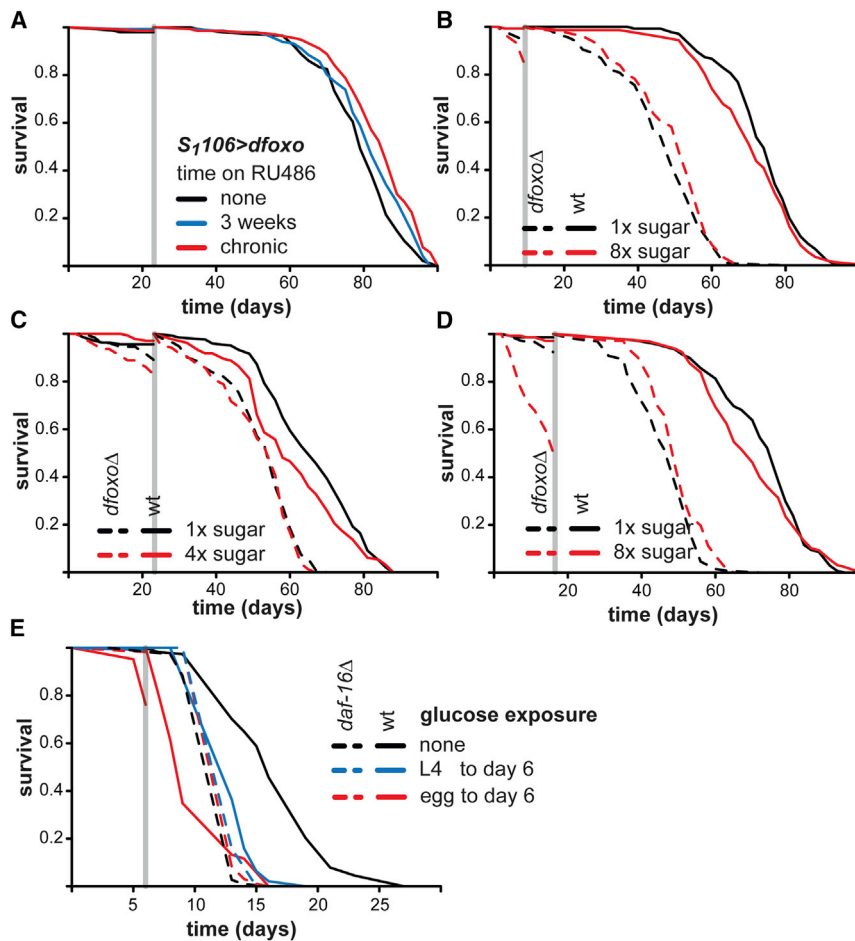 A
survival
0.8
0.6
0.4
0.2
S₁106>dfoxo
time on RU486
none
3 weeks
chronic
20 40 60 80
time (days)
B
survival
0.8
0.6
0.4
0.2
dfoxoΔ wt
1x sugar
8x sugar
20 40 60 80
time (days)
C
survival
0.8
0.6
0.4
0.2
dfoxoΔ wt
1x sugar
4x sugar
20 40 60 80
time (days)
D
survival
0.8
0.6
0.4
0.2
dfoxoΔ wt
1x sugar
8x sugar
20 40 60 80
time (days)
E
survival
0.8
0.6
0.4
0.2
daf-16Δ wt glucose exposure
none
L4 to day 6
egg to day 6
5 10 15 20 25
time (days)